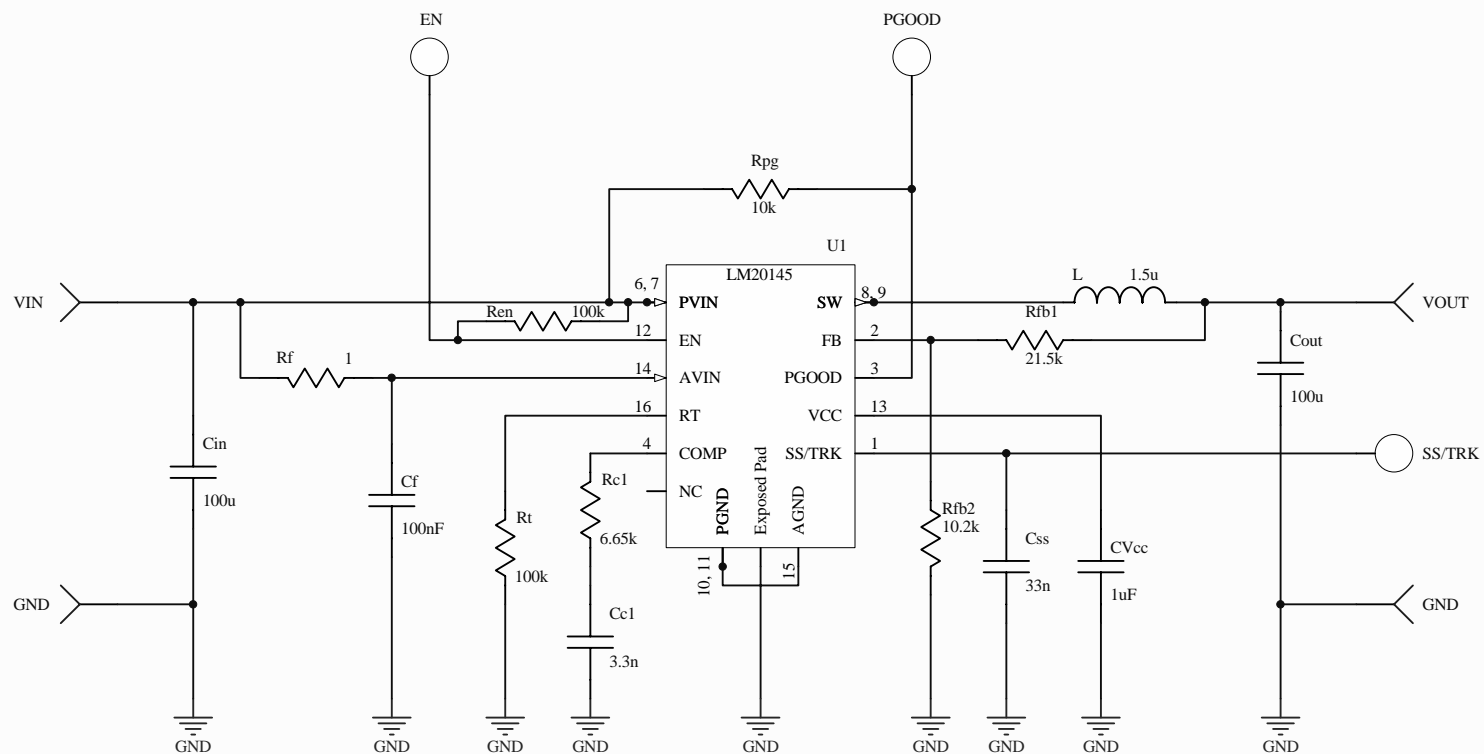 EN
PGOOD
Rpg
10k
U1
LM20145
6, 7
8, 9
L
1.5u
VIN
PVIN
SW
VOUT
Ren
100k
12
EN
FB
2
Rfb1
21.5k
Cout
100u
Rf
1
14
AVIN
PGOOD
3
16
RT
VCC
13
Cin
100u
4
COMP
SS/TRK
1
SS/TRK
Cf
100nF
Rc1
6.65k
NC
PGND
Exposed Pad
AGND
Rt
100k
Rfb2
10.2k
10, 11
15
Css
33n
CVcc
1uF
GND
Cc1
3.3n
GND
GND
GND
GND
GND
GND
GND
GND
GND
GND